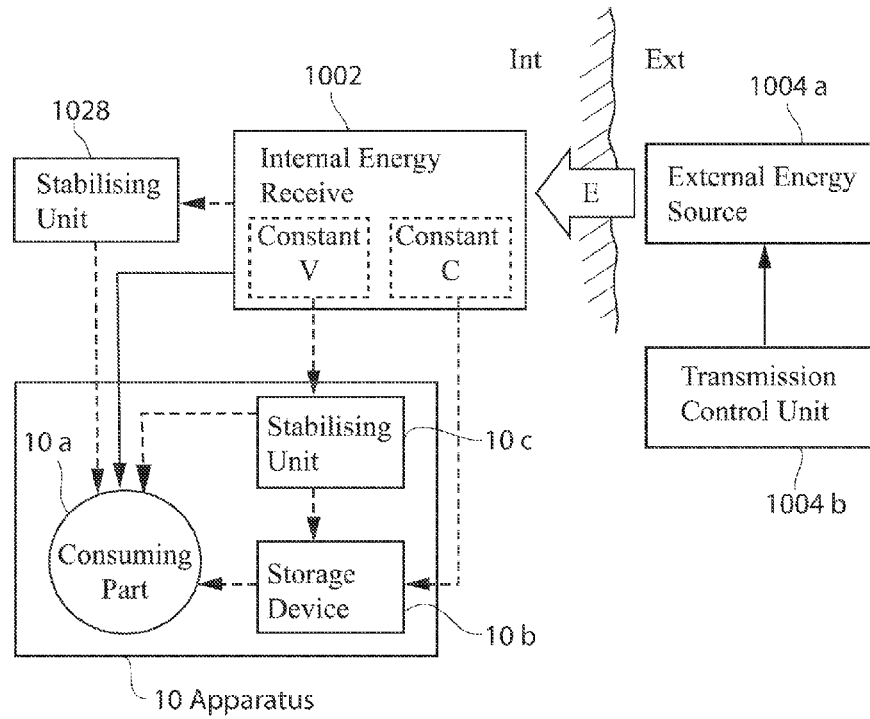 1002
Int
Ext
1004 a
1028
Internal Energy
Receive
Stabilising
Unit
External Energy
Source
E
Constant
V
Constant
C
Transmission
Control Unit
Stabilising
Unit
10 a
10 c
1004 b
Consuming
Part
Storage
Device
10 b
10 Apparatus